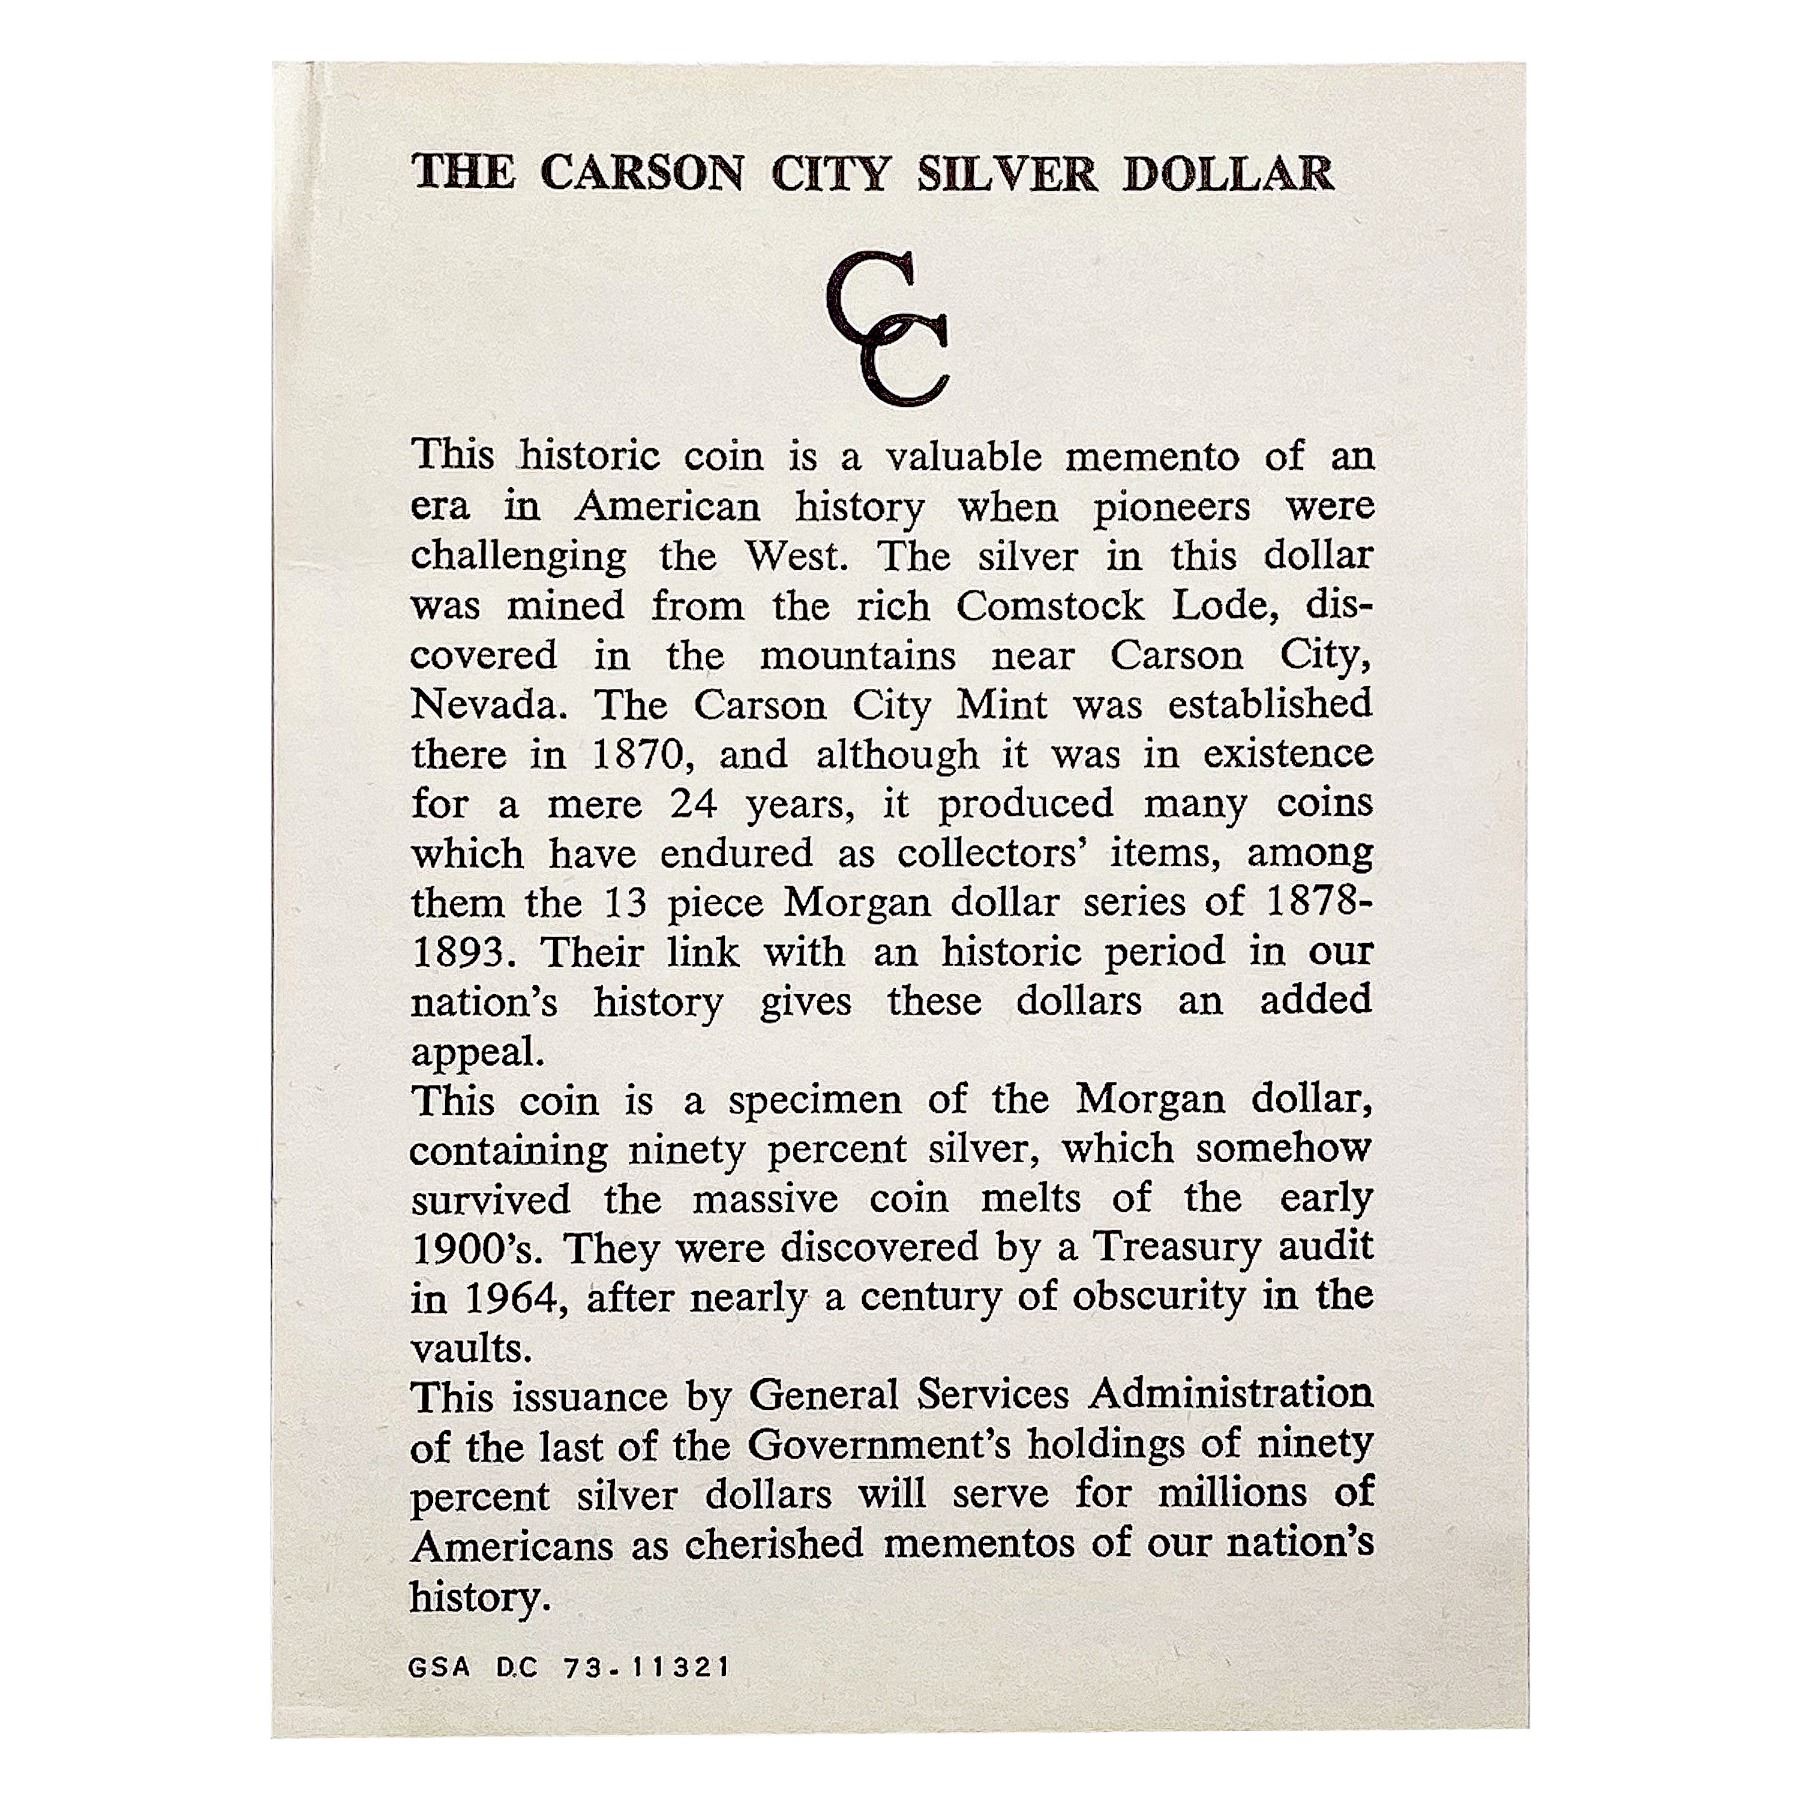 THE CARSON CITY SILVER DOLLAR
CC
This historic coin is a valuable memento of an
era in American history when pioneers were
challenging the West. The silver in this dollar
was mined from the rich Comstock Lode, dis-
covered in the mountains near Carson City,
Nevada. The Carson City Mint was established
there in 1870, and although it was in existence
for a mere 24 years, it produced many coins
which have endured as collectors’ items, among
them the 13 piece Morgan dollar series of 1878-
1893. Their link with an historic period in our
nation’s history gives these dollars an added
appeal.
This coin is a specimen of the Morgan dollar,
containing ninety percent silver, which somehow
survived the massive coin melts of the early
1900’s. They were discovered by a Treasury audit
in 1964, after nearly a century of obscurity in the
vaults.
This issuance by General Services Administration
of the last of the Government’s holdings of ninety
percent silver dollars will serve for millions of
Americans as cherished mementos of our nation’s
history.
GSA D.C 73-11321